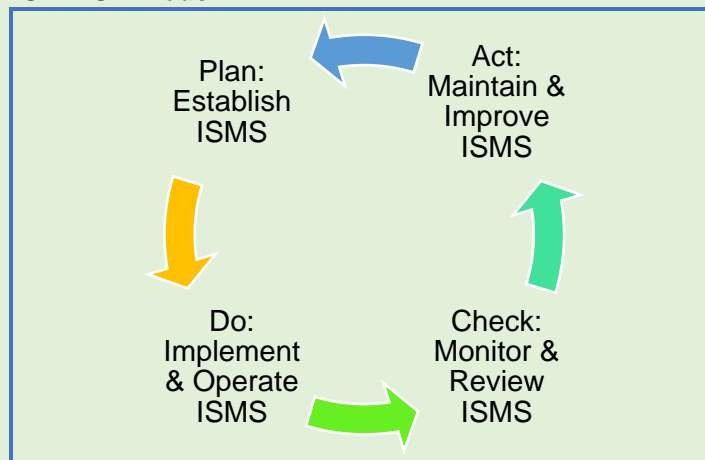 Plan:
Establish
ISMS
Act:
Maintain &
Improve
ISMS
Do:
Implement
& Operate
ISMS
Check:
Monitor &
Review
ISMS